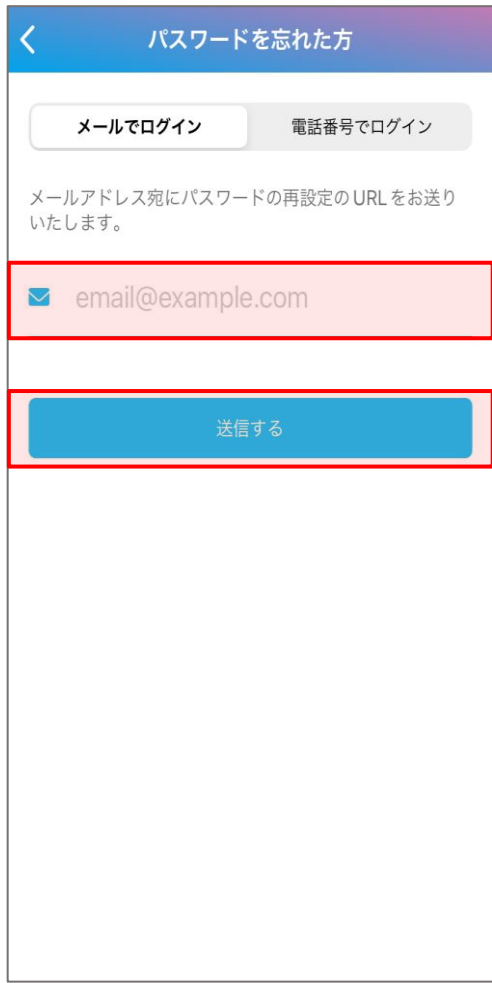 パスワードを忘れた方
メールでログイン
電話番号でログイン
メールアドレス宛にパスワードの再設定のURLをお送り
いたします。
email@example.com
送信する